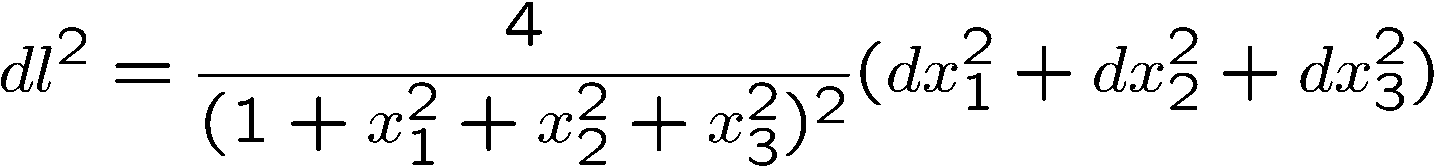 dl^2 = \frac{4}{(1 + x_1^2 + x_2^2 + x_3^2)^2}(dx_1^2 + dx_2^2 + dx_3^2)